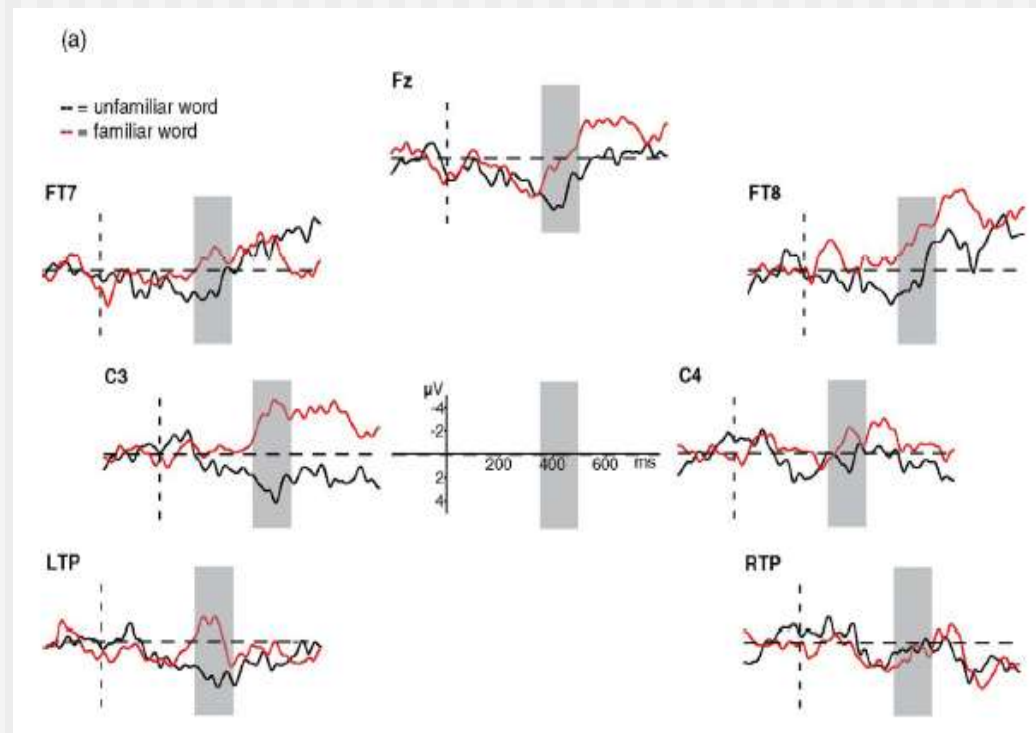 (a)
Fz
-- = unfamiliar word
-- = familiar word
FT7
FT8
C3
μV
-4
-2
2
4
200 400 600 ms
C4
LTP
RTP